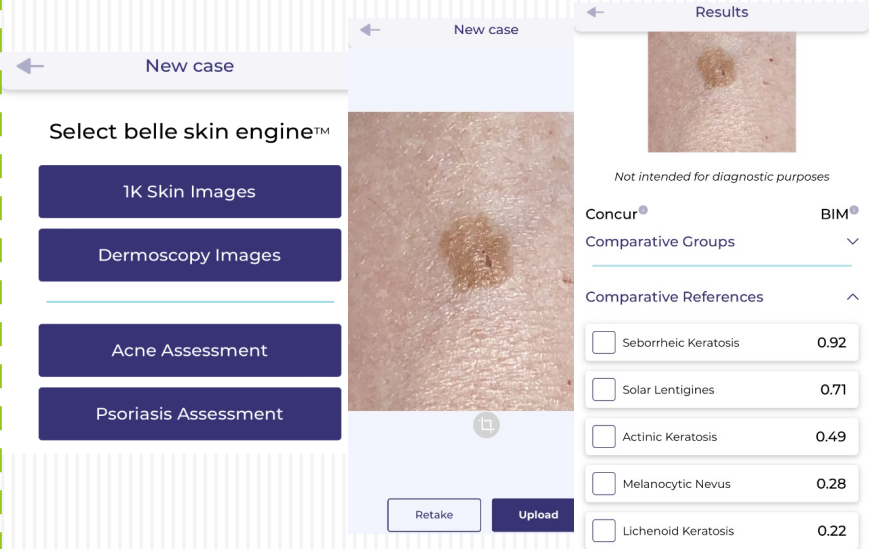 New case
Select belle skin engine™
1K Skin Images
Dermoscopy Images
Acne Assessment
Psoriasis Assessment
New case
Retake
Upload
Results
Not intended for diagnostic purposes
Concur BIM
Comparative Groups
Comparative References
Seborrheic Keratosis 0.92
Solar Lentigines 0.71
Actinic Keratosis 0.49
Melanocytic Nevus 0.28
Lichenoid Keratosis 0.22